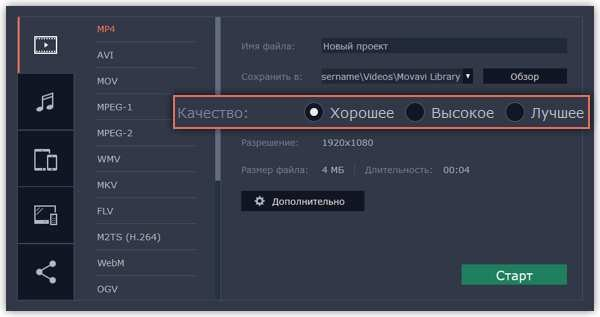 MP4
AVI
MOV
MPEG-1
MPEG-2
WMV
MKV
FLV
M2TS (H.264)
WebM
OGV
Имя файла: Новый проект
Сохранить в: sername\Videos\Movavi Library Обзор
Качество: Хорошее Высокое Лучшее
Разрешение: 1920x1080
Размер файла: 4 МБ Длительность: 00:04
Дополнительно
Старт